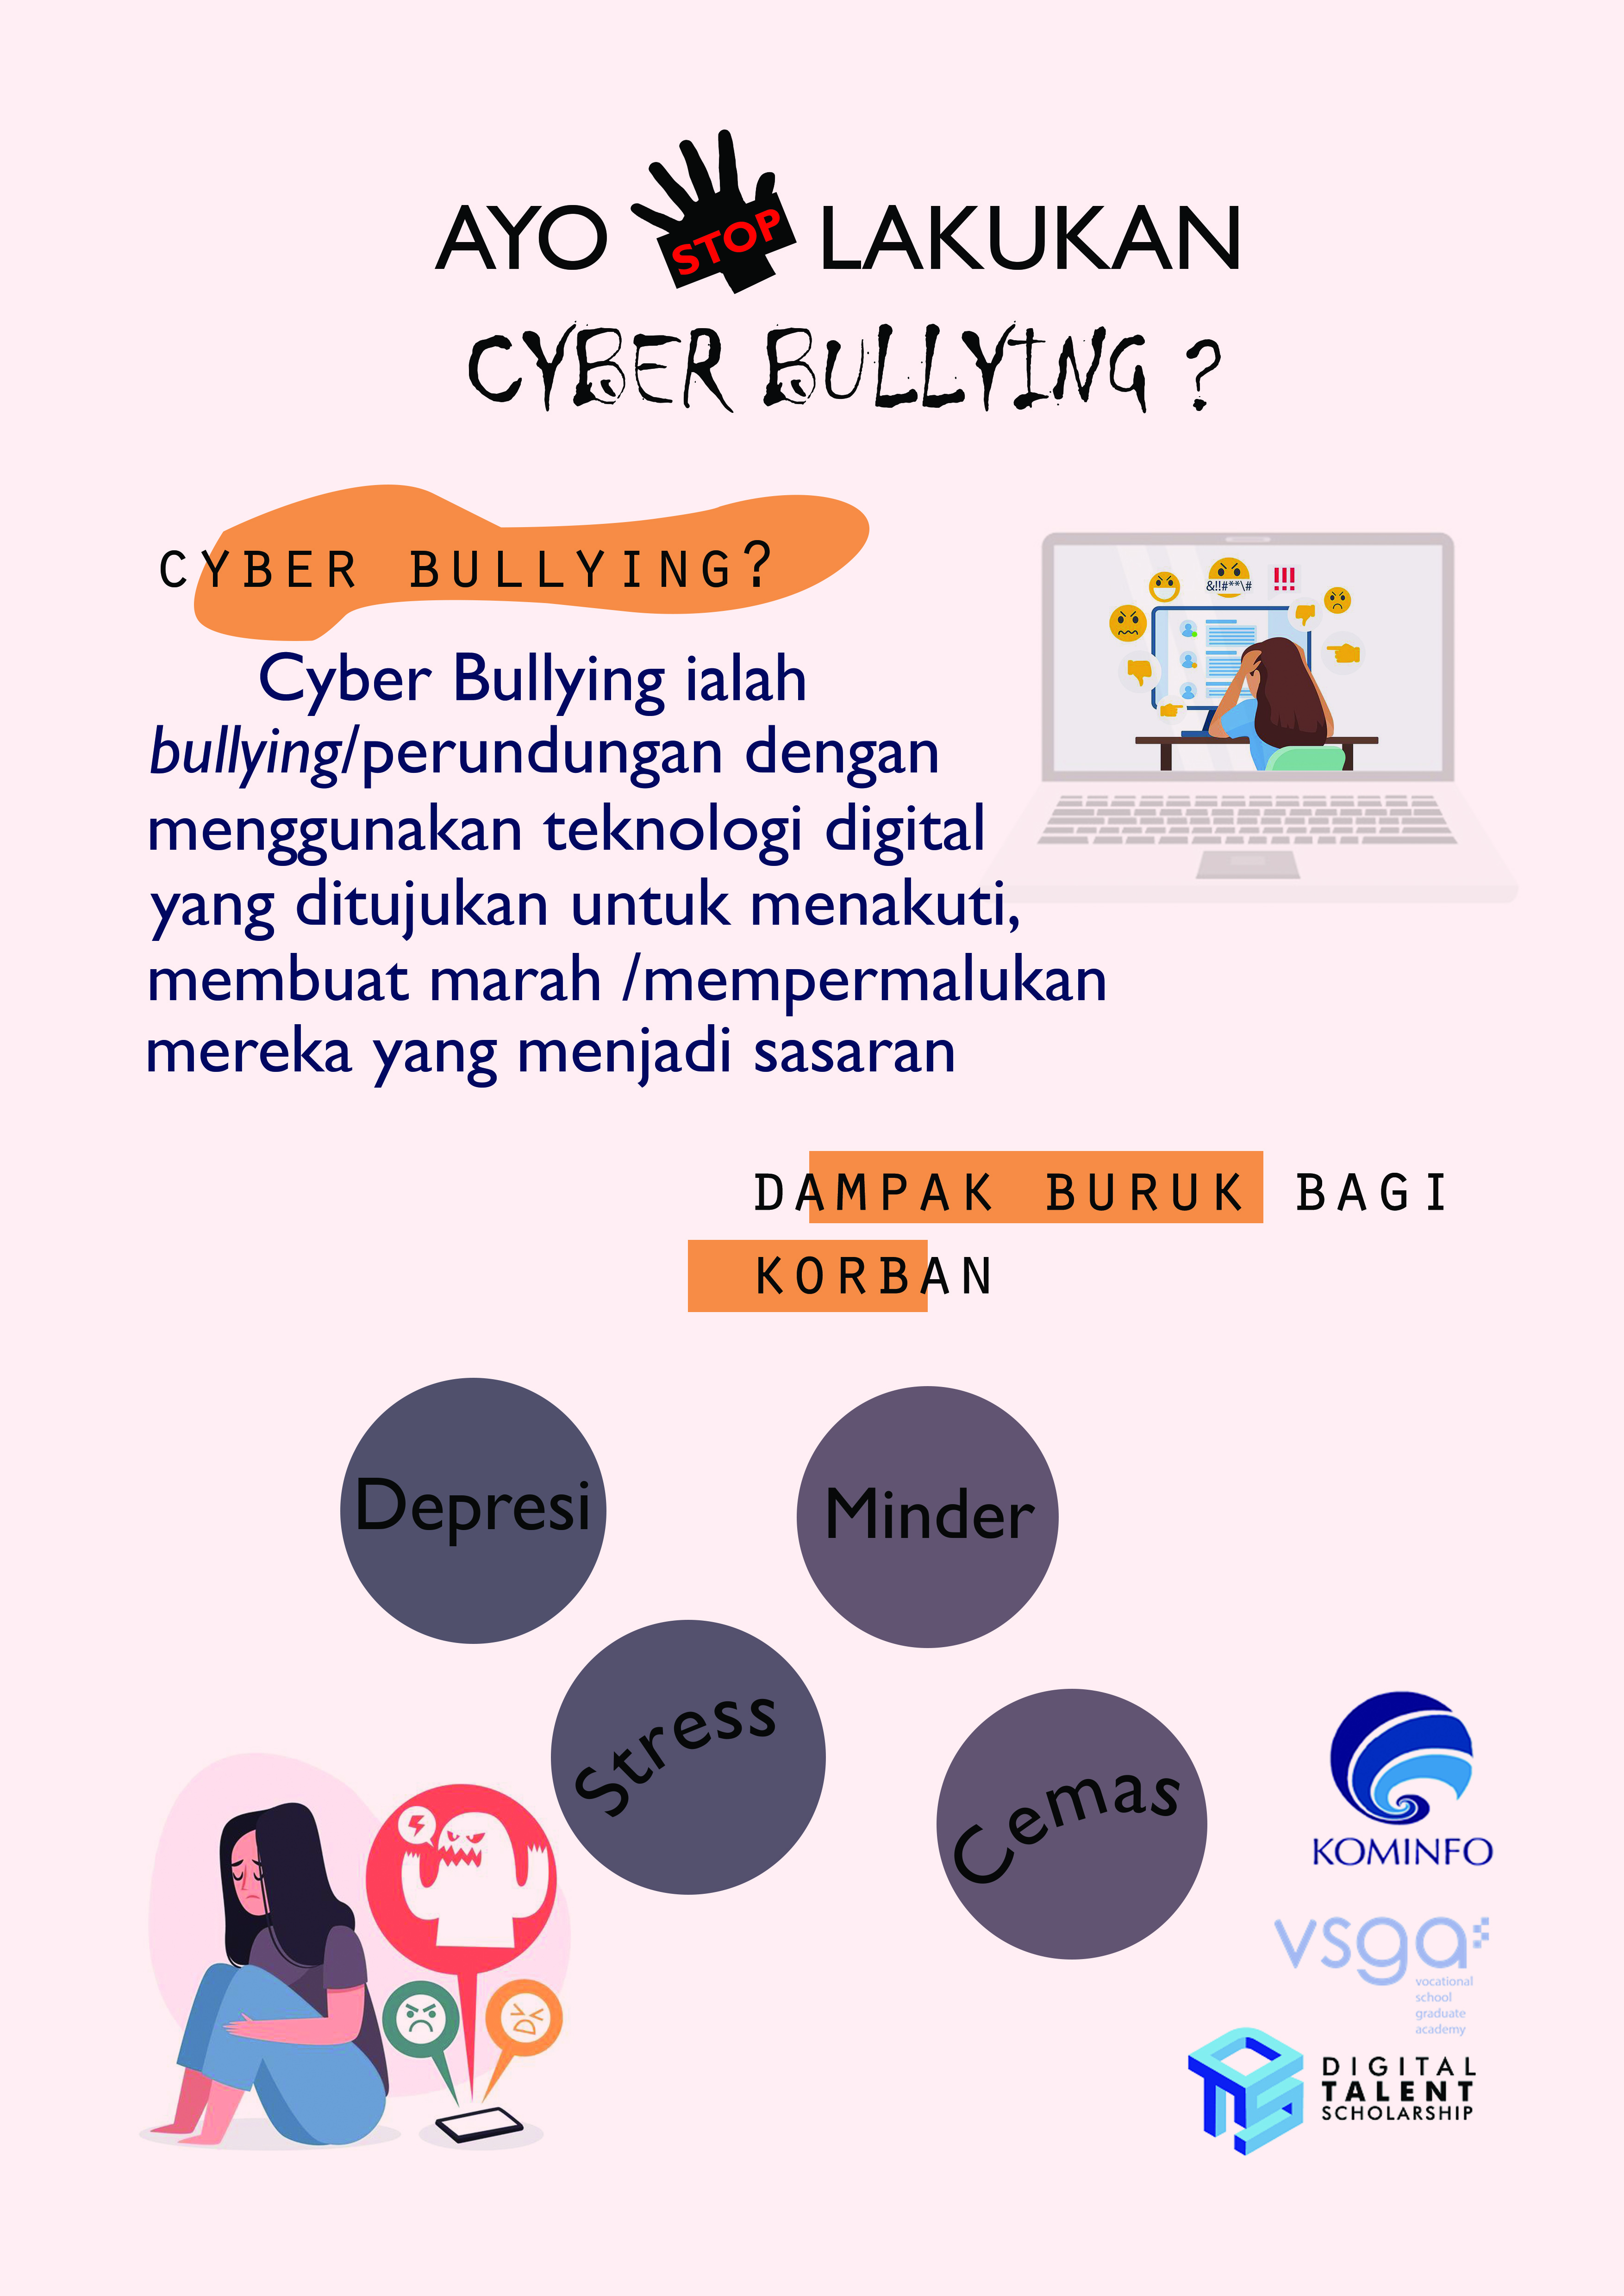 AYO STOP LAKUKAN
CYBER BULLYING ?
CYBER BULLYING?
&!!#**\#
!!!
Cyber Bullying ialah
bullying/perundungan dengan
menggunakan teknologi digital
yang ditujukan untuk menakuti,
membuat marah /mempermalukan
mereka yang menjadi sasaran
DAMPAK BURUK BAGI
KORBAN
Depresi
Minder
Stress
Cemas
KOMINFO
vsga
vocational
school
graduate
academy
DIGITAL
TALENT
SCHOLARSHIP